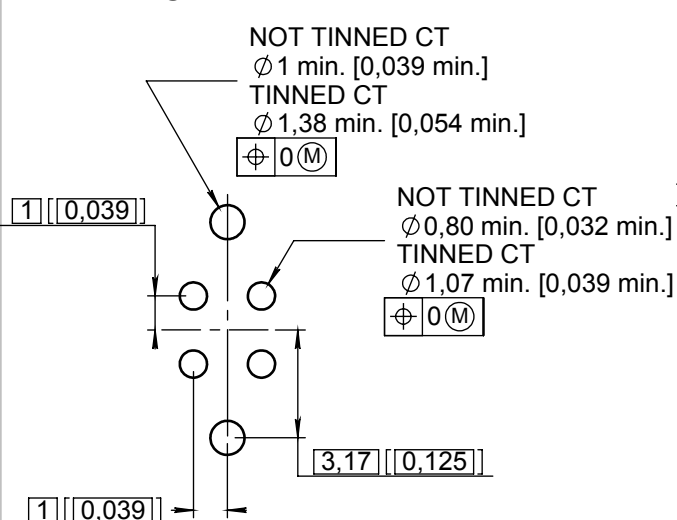 NOT TINNED CT
∅1 min. [0,039 min.]
TINNED CT
∅1,38 min. [0,054 min.]
⌖ 0Ⓜ
1 [0,039]
NOT TINNED CT
∅0,80 min. [0,032 min.]
TINNED CT
∅1,07 min. [0,039 min.]
⌖ 0Ⓜ
3,17 [0,125]
1 [0,039]